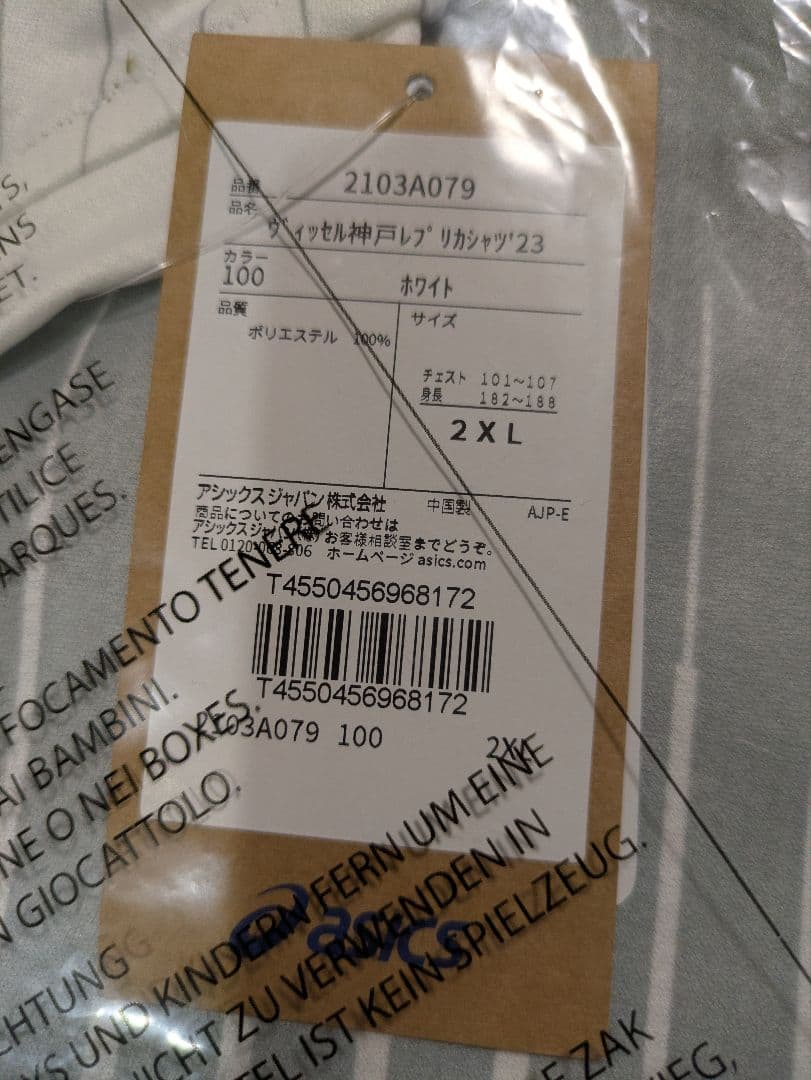 品番 2103A079
品名
ヴィッセル神戸レプリカシャツ'23
カラー
100 ホワイト
品質
ポリエステル 100%
サイズ
チェスト 101~107
身長 182~188
2XL
アシックスジャパン株式会社 中国製 AJP-E
商品についてのお問い合わせは
アシックスジャパン(株)お客様相談室までどうぞ。
TEL 0120-068-806 ホームページ asics.com
T4550456968172
T4550456968172
2103A079 100 2XL
asics
S,
NS
ET.
ENGASE
TILICE
ARQUES.
FOCAMENTO TENERE
AI BAMBINI.
NE O NEI BOXES.
GIOCATTOLO.
CHTUNG
KS UND KINDERN FERN UM EINE
NICHT ZU VERWENDEN IN
TEL IST KEIN SPIELZEUG.
E ZAK
IEG,